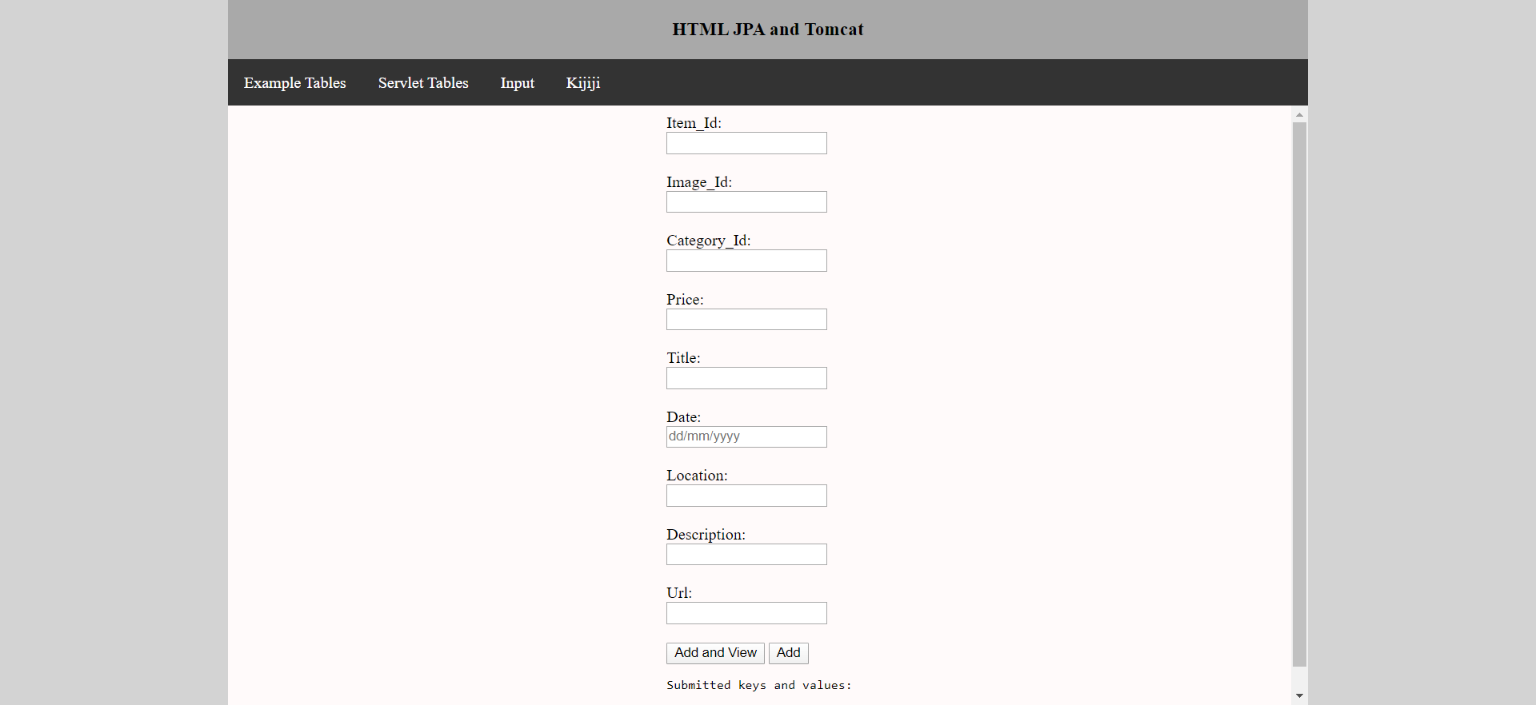 HTML JPA and Tomcat
Example Tables Servlet Tables Input Kijiji
Item_Id:
Image_Id:
Category_Id:
Price:
Title:
Date:
dd/mm/yyyy
Location:
Description:
Url:
Add and View Add
Submitted keys and values: